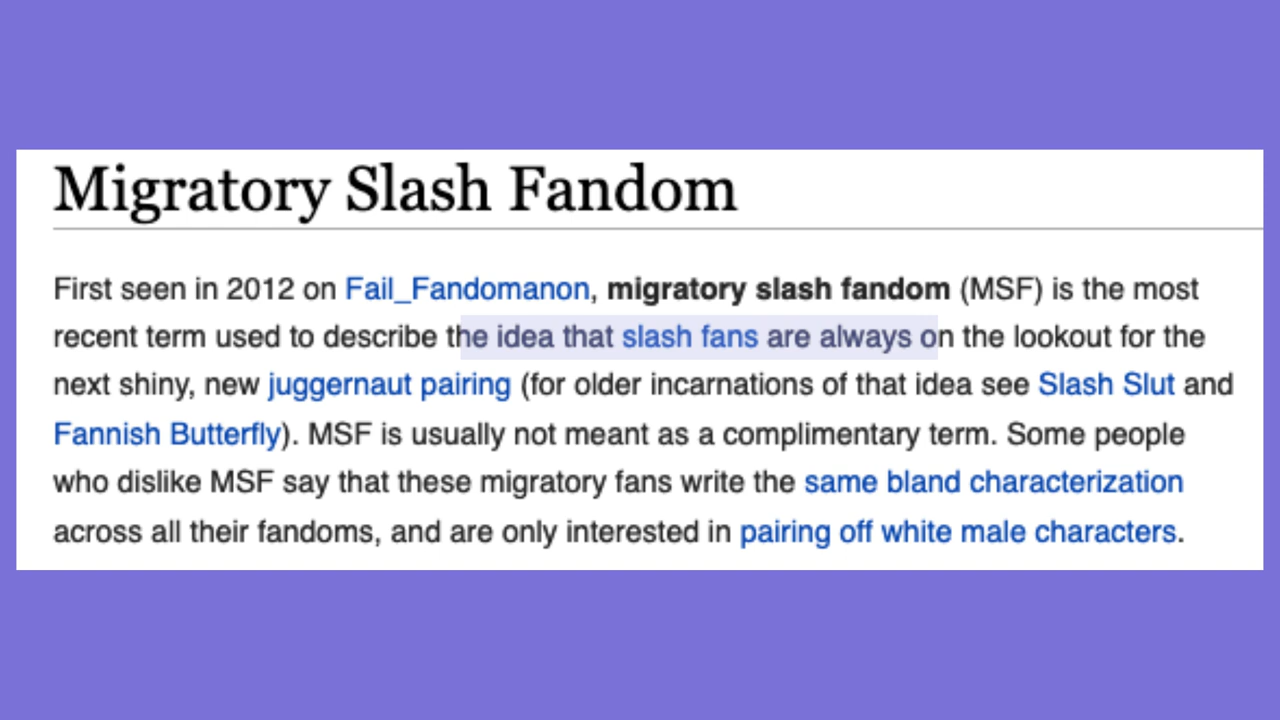 Migratory Slash Fandom
First seen in 2012 on Fail_Fandomanon, migratory slash fandom (MSF) is the most
recent term used to describe the idea that slash fans are always on the lookout for the
next shiny, new juggernaut pairing (for older incarnations of that idea see Slash Slut and
Fannish Butterfly). MSF is usually not meant as a complimentary term. Some people
who dislike MSF say that these migratory fans write the same bland characterization
across all their fandoms, and are only interested in pairing off white male characters.